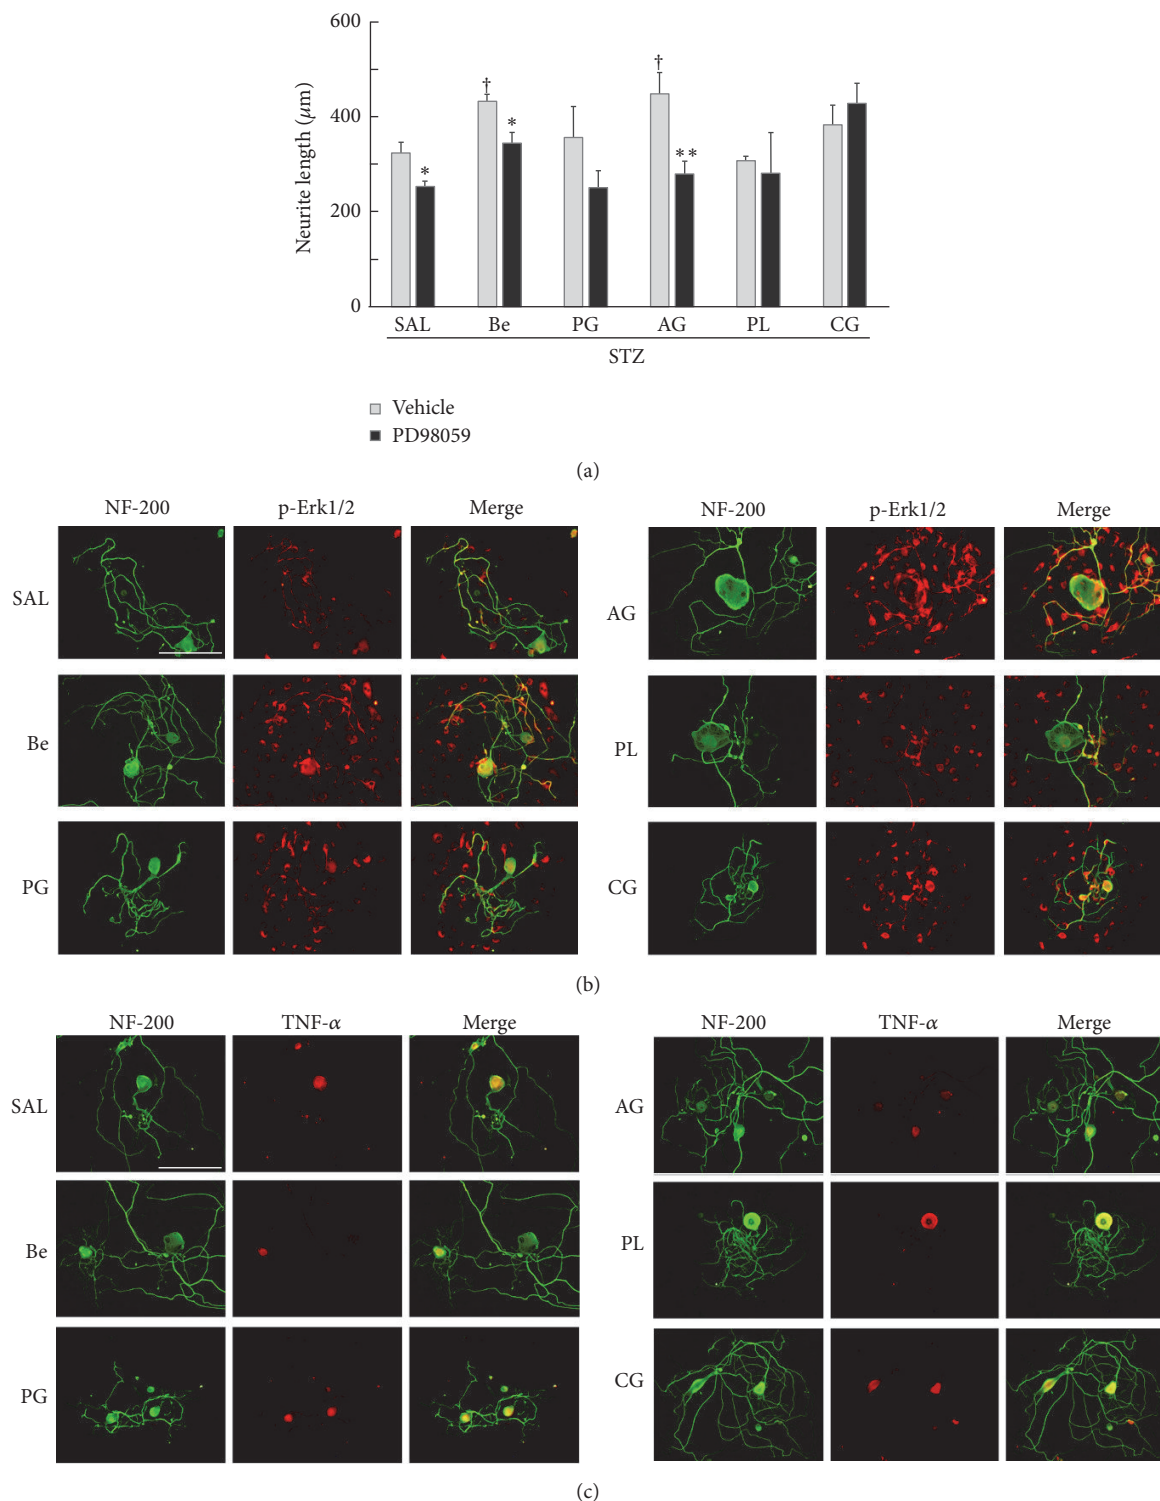 600
400
200
0
Neurite length (µm)
†
*
*
†
**
SAL Be PG AG PL CG
STZ
Vehicle
PD98059
(a)
NF-200 p-Erk1/2 Merge NF-200 p-Erk1/2 Merge
SAL AG
Be PL
PG CG
(b)
NF-200 TNF-α Merge NF-200 TNF-α Merge
SAL AG
Be PL
PG CG
(c)